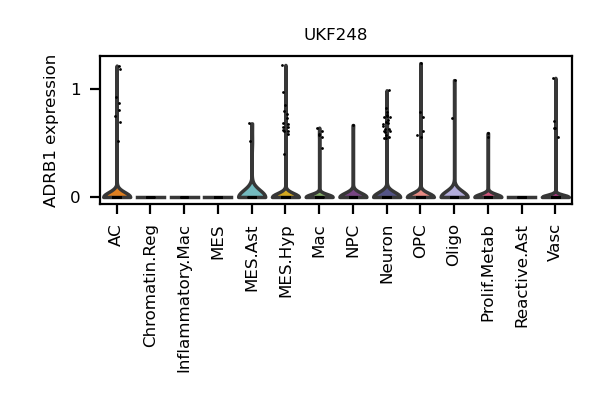 UKF248
ADRB1 expression
1
0
AC
Chromatin.Reg
Inflammatory.Mac
MES
MES.Ast
MES.Hyp
Mac
NPC
Neuron
OPC
Oligo
Prolif.Metab
Reactive.Ast
Vasc